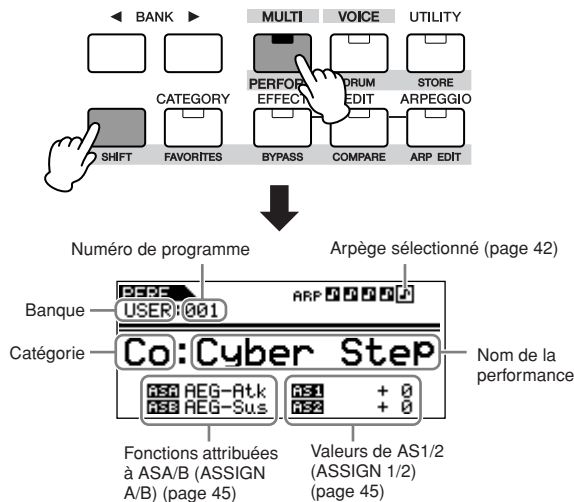 ◄ BANK ►
MULTI VOICE UTILITY
PERFOR DRUM STORE
CATEGORY EFFECT EDIT ARPEGGIO
SHIFT FAVORITES BYPASS COMPARE ARP EDIT
Numéro de programme
Arpège sélectionné (page 42)
PERF
ARP
Banque
USER:001
Catégorie
Co:Cyber Step
Nom de la
performance
ASA AEG-Atk AS1 + 0
ASB AEG-Sus AS2 + 0
Fonctions attribuées
à ASA/B (ASSIGN
A/B) (page 45)
Valeurs de AS1/2
(ASSIGN 1/2)
(page 45)